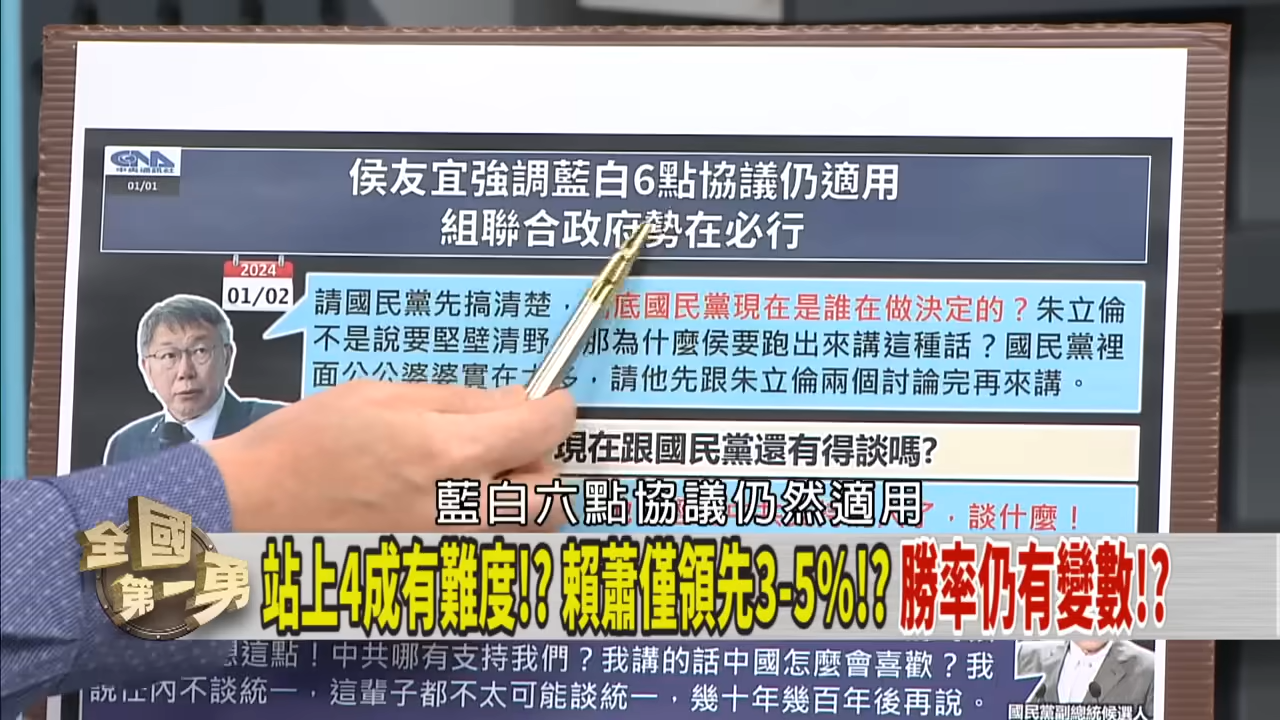 CNA
中央通訊社
01/01
侯友宜強調藍白6點協議仍適用
組聯合政府勢在必行
2024
01/02
請國民黨先搞清楚，底國民黨現在是誰在做決定的？朱立倫
不是說要堅壁清野 那為什麼侯要跑出來講這種話？國民黨裡
面公公婆婆實在太多，請他先跟朱立倫兩個討論完再來講。
現在跟國民黨還有得談嗎?
了，談什麼！
藍白六點協議仍然適用
全國第一勇
站上4成有難度!? 賴蕭僅領先3-5%!? 勝率仍有變數!?
這點！中共哪有支持我們？我講的話中國怎麼會喜歡？我
說任內不談統一，這輩子都不太可能談統一，幾十年幾百年後再說。
國民黨副總統候選人